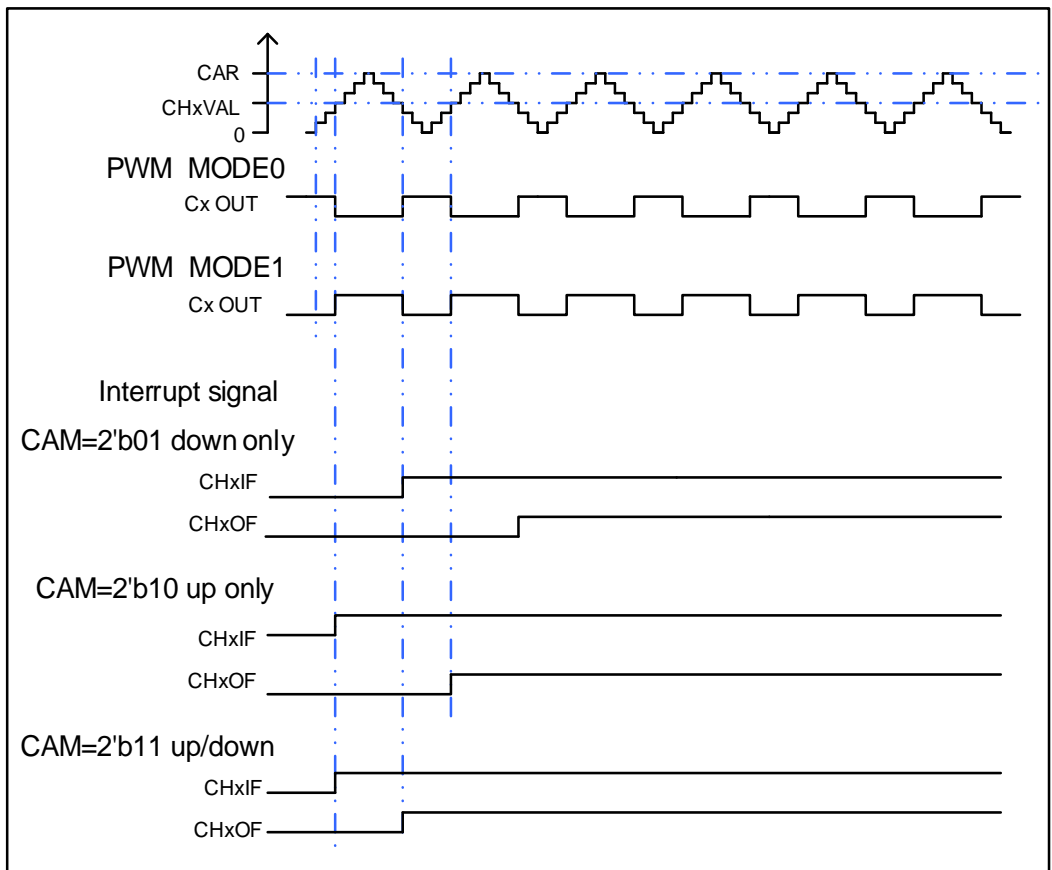 CAR
CHxVAL
0
PWM MODE0
Cx OUT
PWM MODE1
Cx OUT
Interrupt signal
CAM=2'b01 down only
CHxIF
CHxOF
CAM=2'b10 up only
CHxIF
CHxOF
CAM=2'b11 up/down
CHxIF
CHxOF